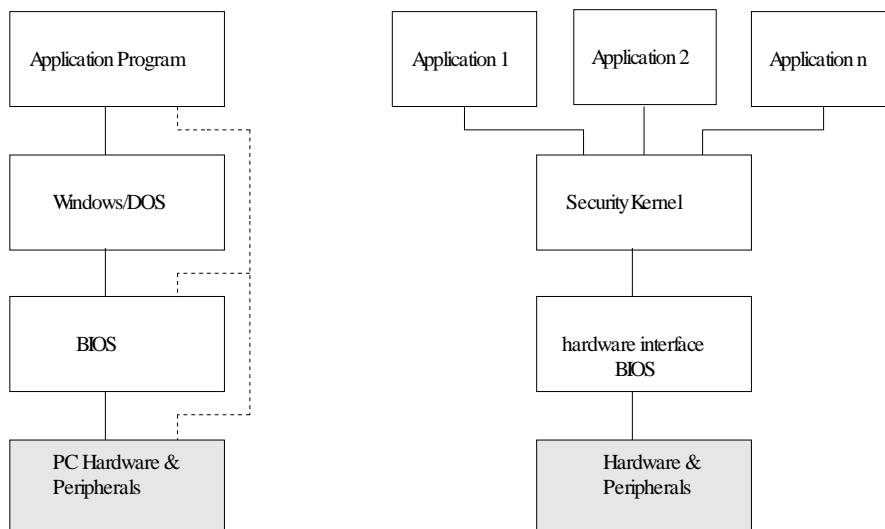 Application Program
Windows/DOS
BIOS
PC Hardware &
Peripherals
Application 1
Application 2
Application n
Security Kernel
hardware interface
BIOS
Hardware &
Peripherals